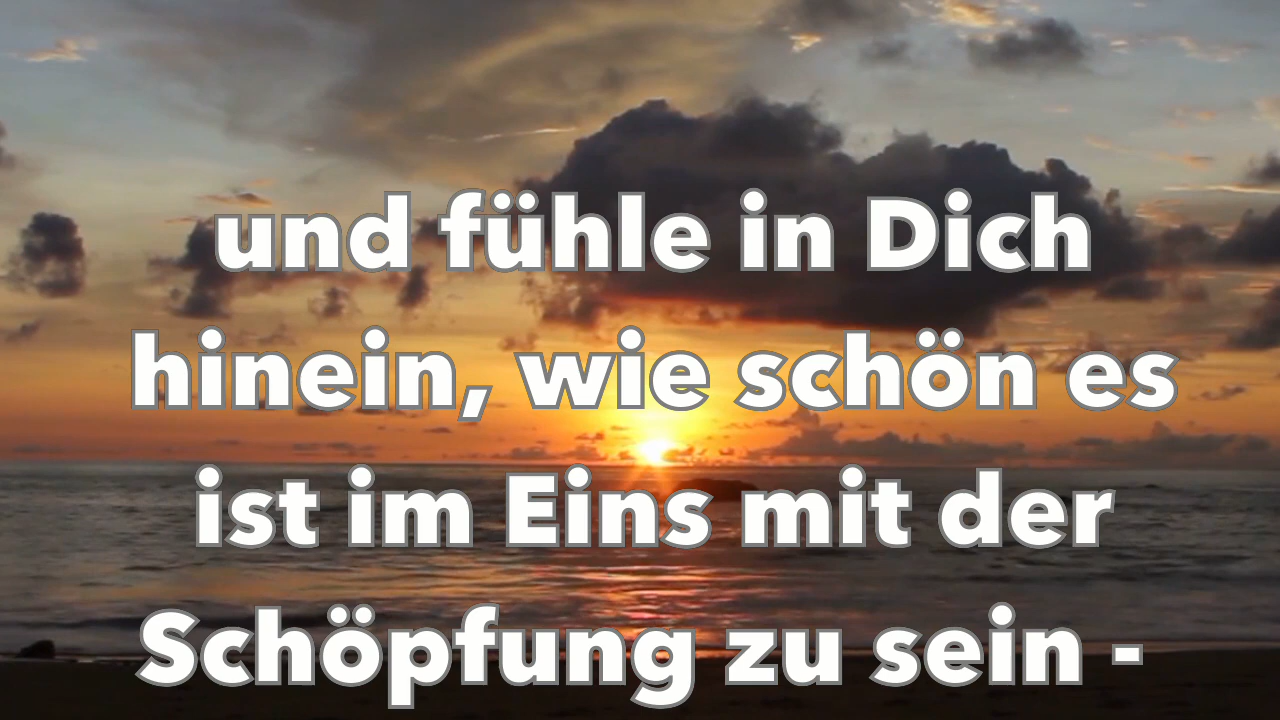 und fühle in Dich
hinein, wie schön es
ist im Eins mit der
Schöpfung zu sein -